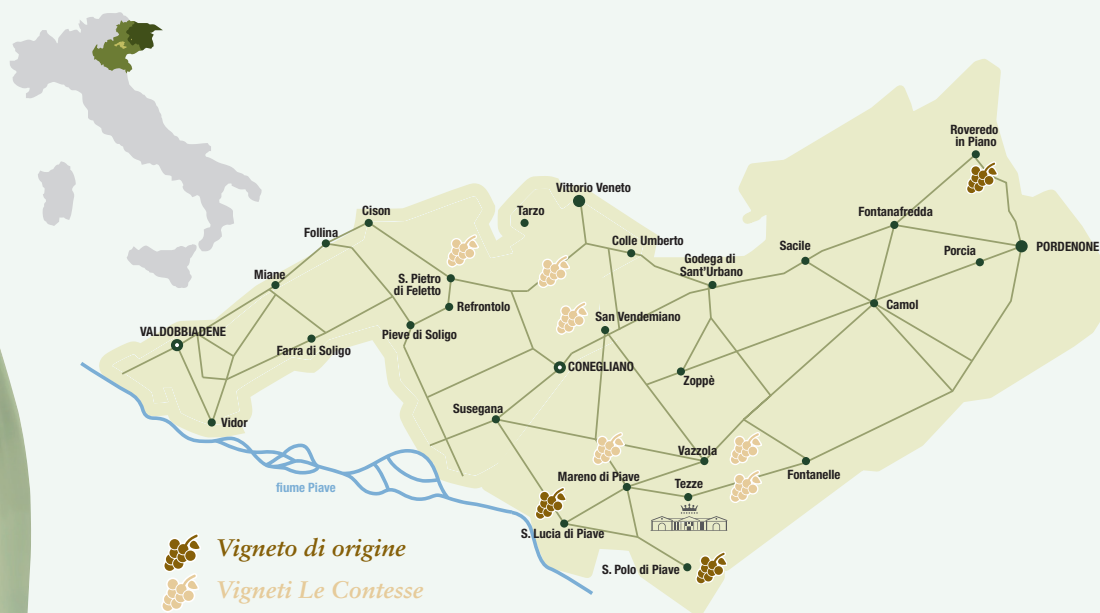 Roveredo
in Piano
Vittorio Veneto
Cison
Tarzo
Fontanafredda
Follina
Colle Umberto
Sacile
PORDENONE
Porcia
Godega di
Sant'Urbano
Miane
S. Pietro
di Feletto
Refrontolo
Camol
San Vendemiano
VALDOBBIADENE
Pieve di Soligo
Farra di Soligo
CONEGLIANO
Zoppè
Susegana
Vidor
Vazzola
Mareno di Piave
Fontanelle
Tezze
fiume Piave
S. Lucia di Piave
S. Polo di Piave
Vigneto di origine
Vigneti Le Contesse